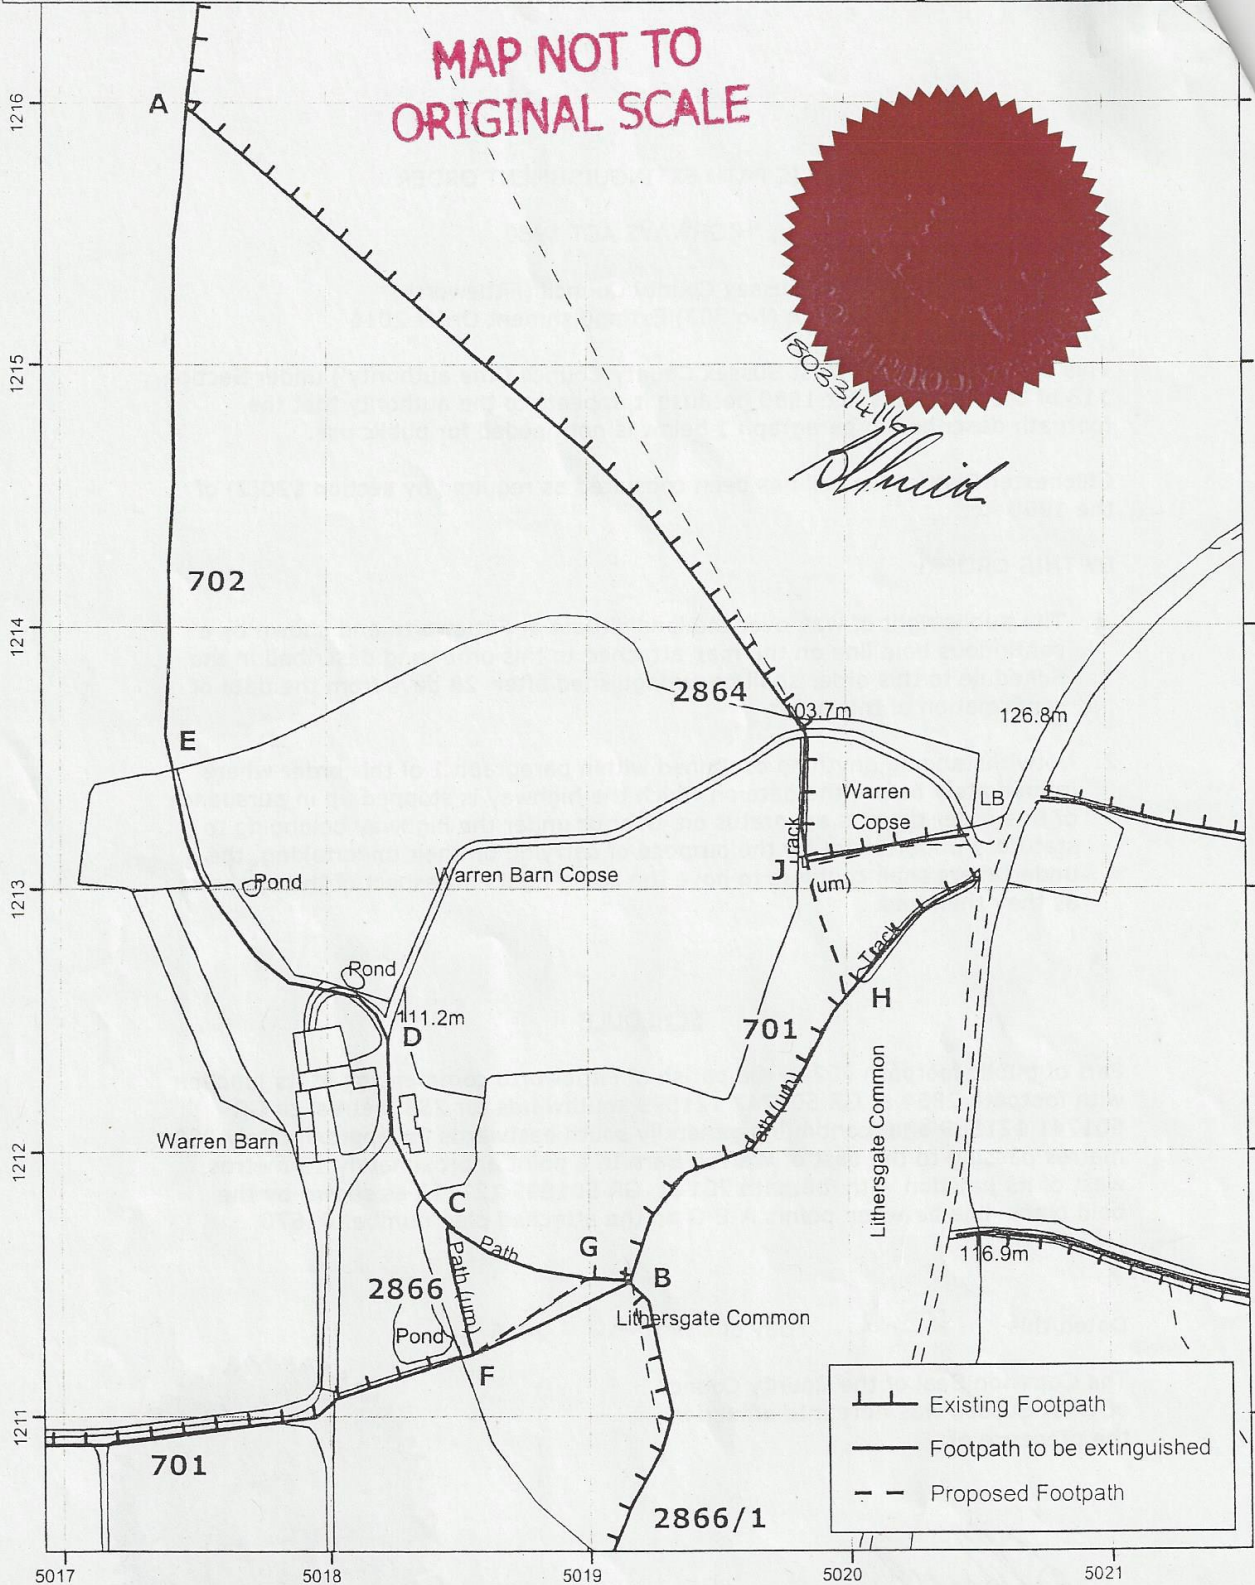 MAP NOT TO
ORIGINAL SCALE
1216
A
1215
18033/4/16
702
1214
2864
103.7m
126.8m
E
Warren
Copse
LB
Track
J
(um)
1213
Pond
Warren Barn Copse
Pond
Track
H
111.2m
D
701
Path (um)
Lithersgate Common
Warren Barn
1212
C
Path
G
B
116.9m
2866
Path (um)
Lithersgate Common
Pond
F
1211
701
2866/1
Existing Footpath
Footpath to be extinguished
Proposed Footpath
5017
5018
5019
5020
5021